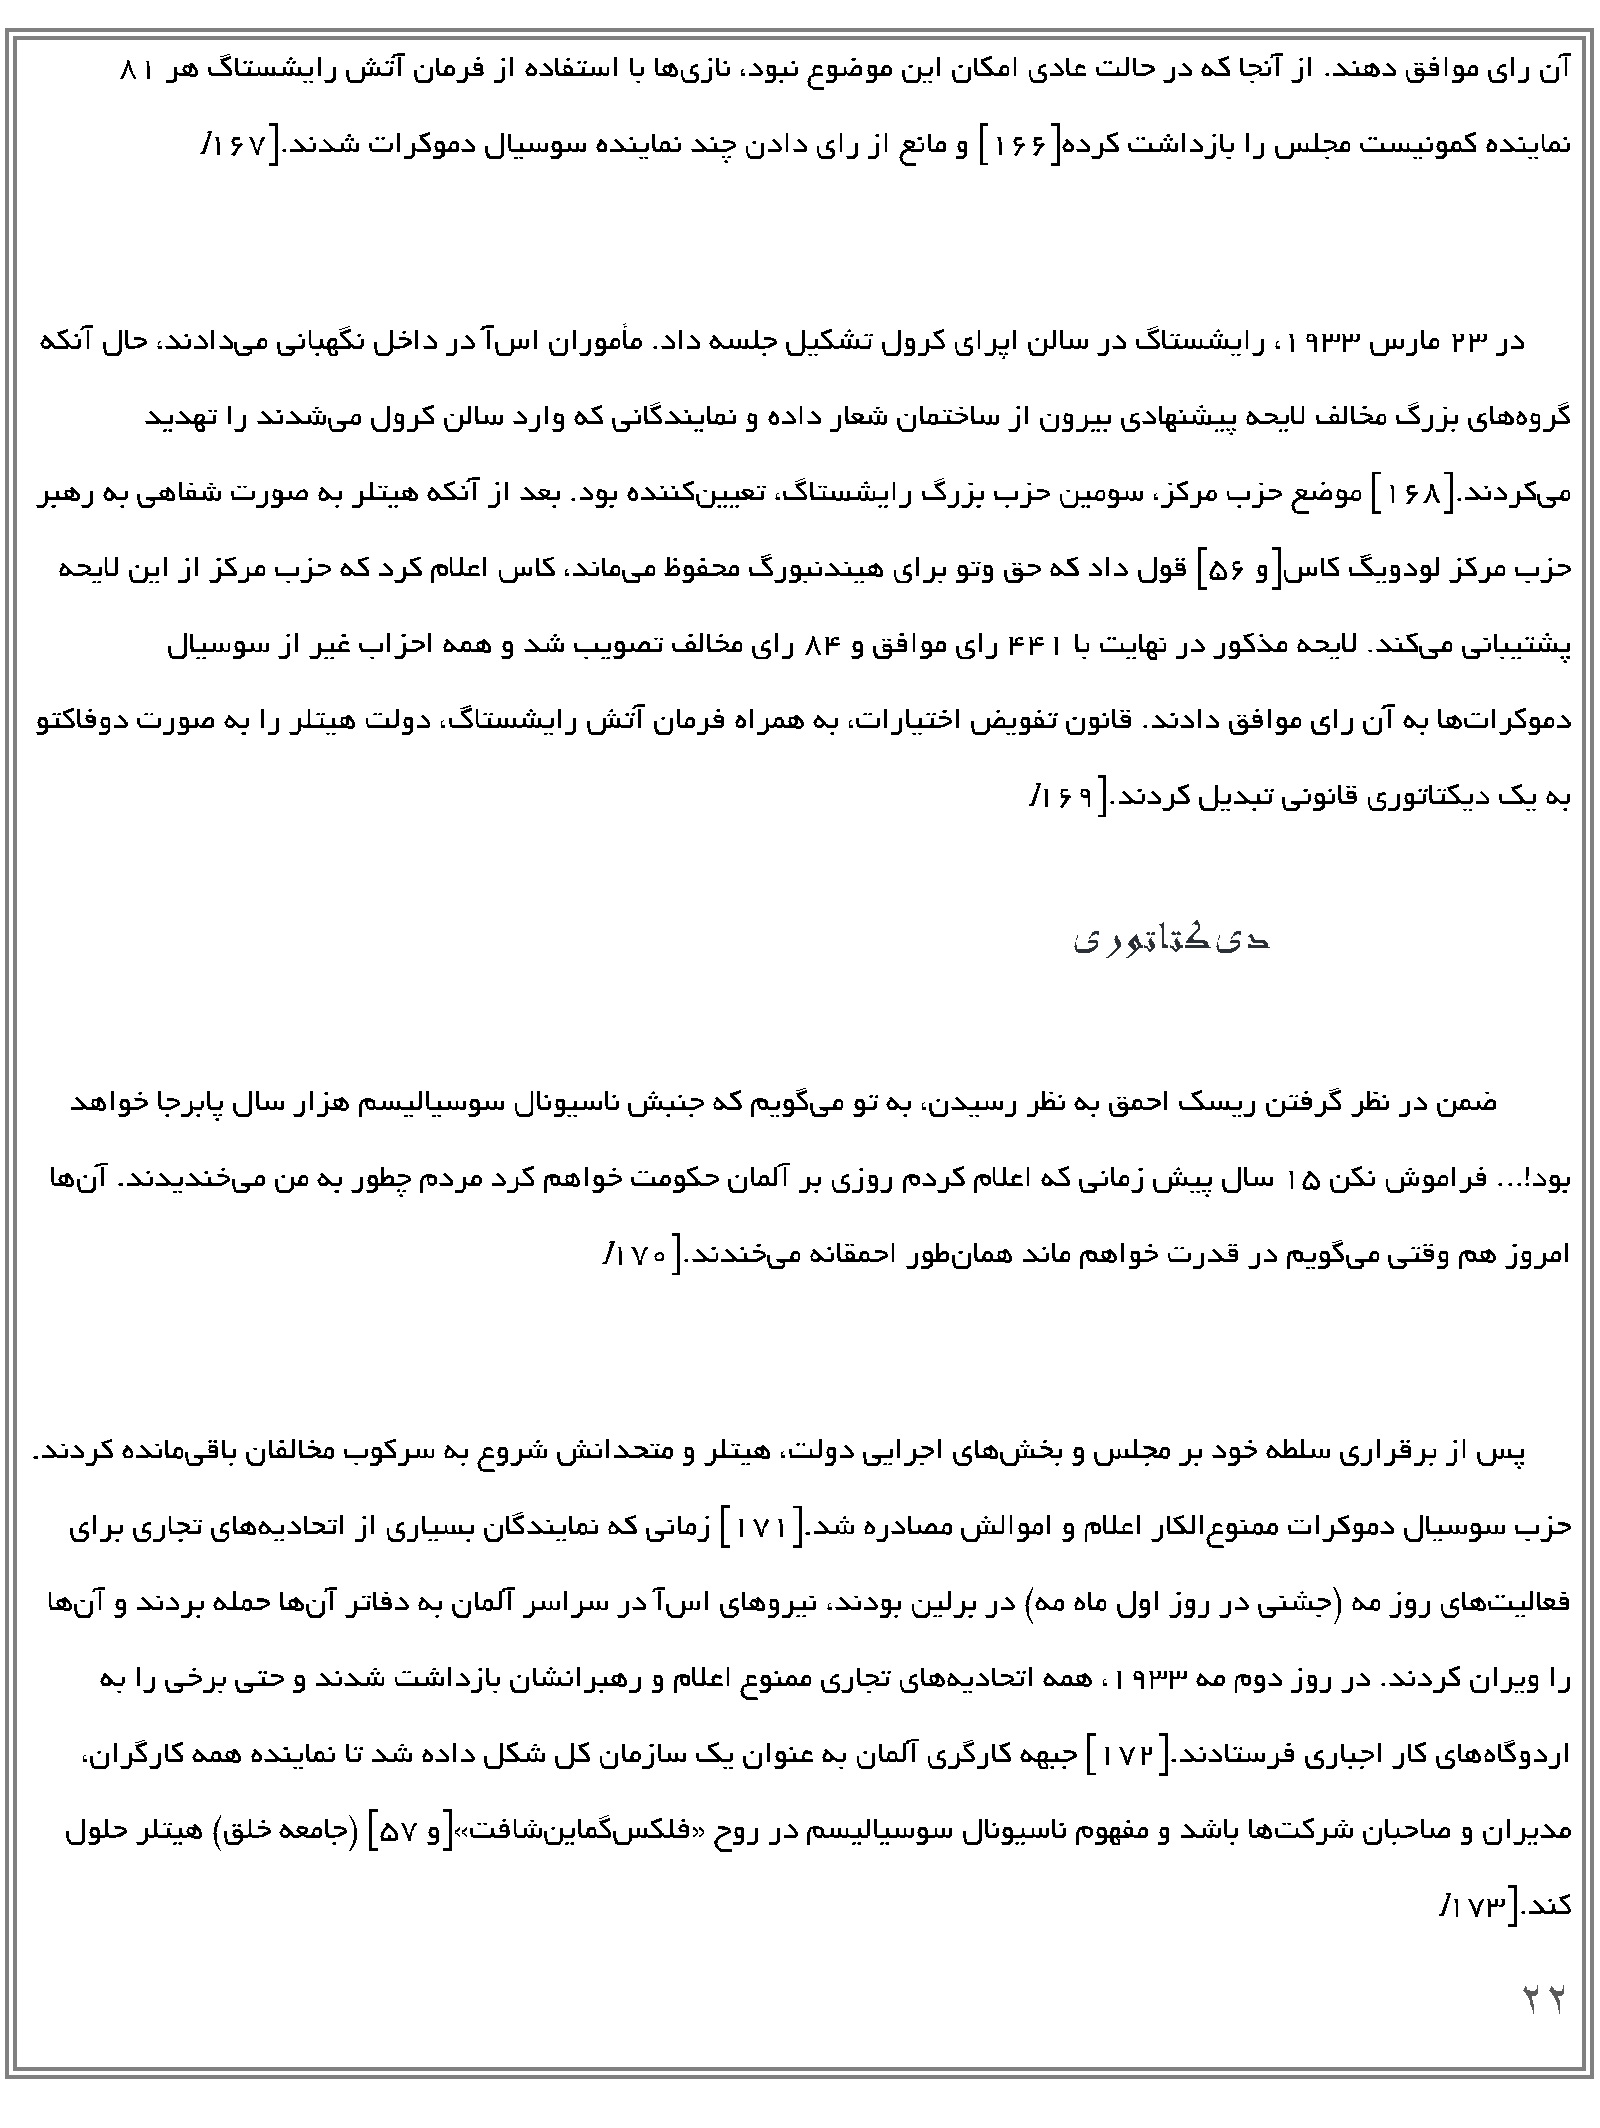 آن رای موافق دهند. از آنجا که در حالت عادی امکان این موضوع نبود، نازی‌ها با استفاده از فرمان آتش رایشستاگ هر ۸۱
نماینده کمونیست مجلس را بازداشت کرده[۱۶۶] و مانع از رای دادن چند نماینده سوسیال دموکرات شدند.[۱۶۷/
در ۲۳ مارس ۱۹۳۳، رایشستاگ در سالن اپرای کرول تشکیل جلسه داد. مأموران اس‌آ در داخل نگهبانی می‌دادند، حال آنکه
گروه‌های بزرگ مخالف لایحه پیشنهادی بیرون از ساختمان شعار داده و نمایندگانی که وارد سالن کرول می‌شدند را تهدید
می‌کردند.[۱۶۸] موضع حزب مرکز، سومین حزب بزرگ رایشستاگ، تعیین‌کننده بود. بعد از آنکه هیتلر به صورت شفاهی به رهبر
حزب مرکز لودویگ کاس[و ۵۶] قول داد که حق وتو برای هیندنبورگ محفوظ می‌ماند، کاس اعلام کرد که حزب مرکز از این لایحه
پشتیبانی می‌کند. لایحه مذکور در نهایت با ۴۴۱ رای موافق و ۸۴ رای مخالف تصویب شد و همه احزاب غیر از سوسیال
دموکرات‌ها به آن رای موافق دادند. قانون تفویض اختیارات، به همراه فرمان آتش رایشستاگ، دولت هیتلر را به صورت دوفاکتو
به یک دیکتاتوری قانونی تبدیل کردند.[۱۶۹/
دی‌کتاتوری
ضمن در نظر گرفتن ریسک احمق به نظر رسیدن، به تو می‌گویم که جنبش ناسیونال سوسیالیسم هزار سال پابرجا خواهد
بود!... فراموش نکن ۱۵ سال پیش زمانی که اعلام کردم روزی بر آلمان حکومت خواهم کرد مردم چطور به من می‌خندیدند. آن‌ها
امروز هم وقتی می‌گویم در قدرت خواهم ماند همان‌طور احمقانه می‌خندند.[۱۷۰/
پس از برقراری سلطه خود بر مجلس و بخش‌های اجرایی دولت، هیتلر و متحدانش شروع به سرکوب مخالفان باقی‌مانده کردند.
حزب سوسیال دموکرات ممنوع‌الکار اعلام و اموالش مصادره شد.[۱۷۱] زمانی که نمایندگان بسیاری از اتحادیه‌های تجاری برای
فعالیت‌های روز مه (جشنی در روز اول ماه مه) در برلین بودند، نیروهای اس‌آ در سراسر آلمان به دفاتر آن‌ها حمله بردند و آن‌ها
را ویران کردند. در روز دوم مه ۱۹۳۳، همه اتحادیه‌های تجاری ممنوع اعلام و رهبرانشان بازداشت شدند و حتی برخی را به
اردوگاه‌های کار اجباری فرستادند.[۱۷۲] جبهه کارگری آلمان به عنوان یک سازمان کل شکل داده شد تا نماینده همه کارگران،
مدیران و صاحبان شرکت‌ها باشد و مفهوم ناسیونال سوسیالیسم در روح «فلکس‌گماین‌شافت»[و ۵۷] (جامعه خلق) هیتلر حلول
کند.[۱۷۳/
۲۲